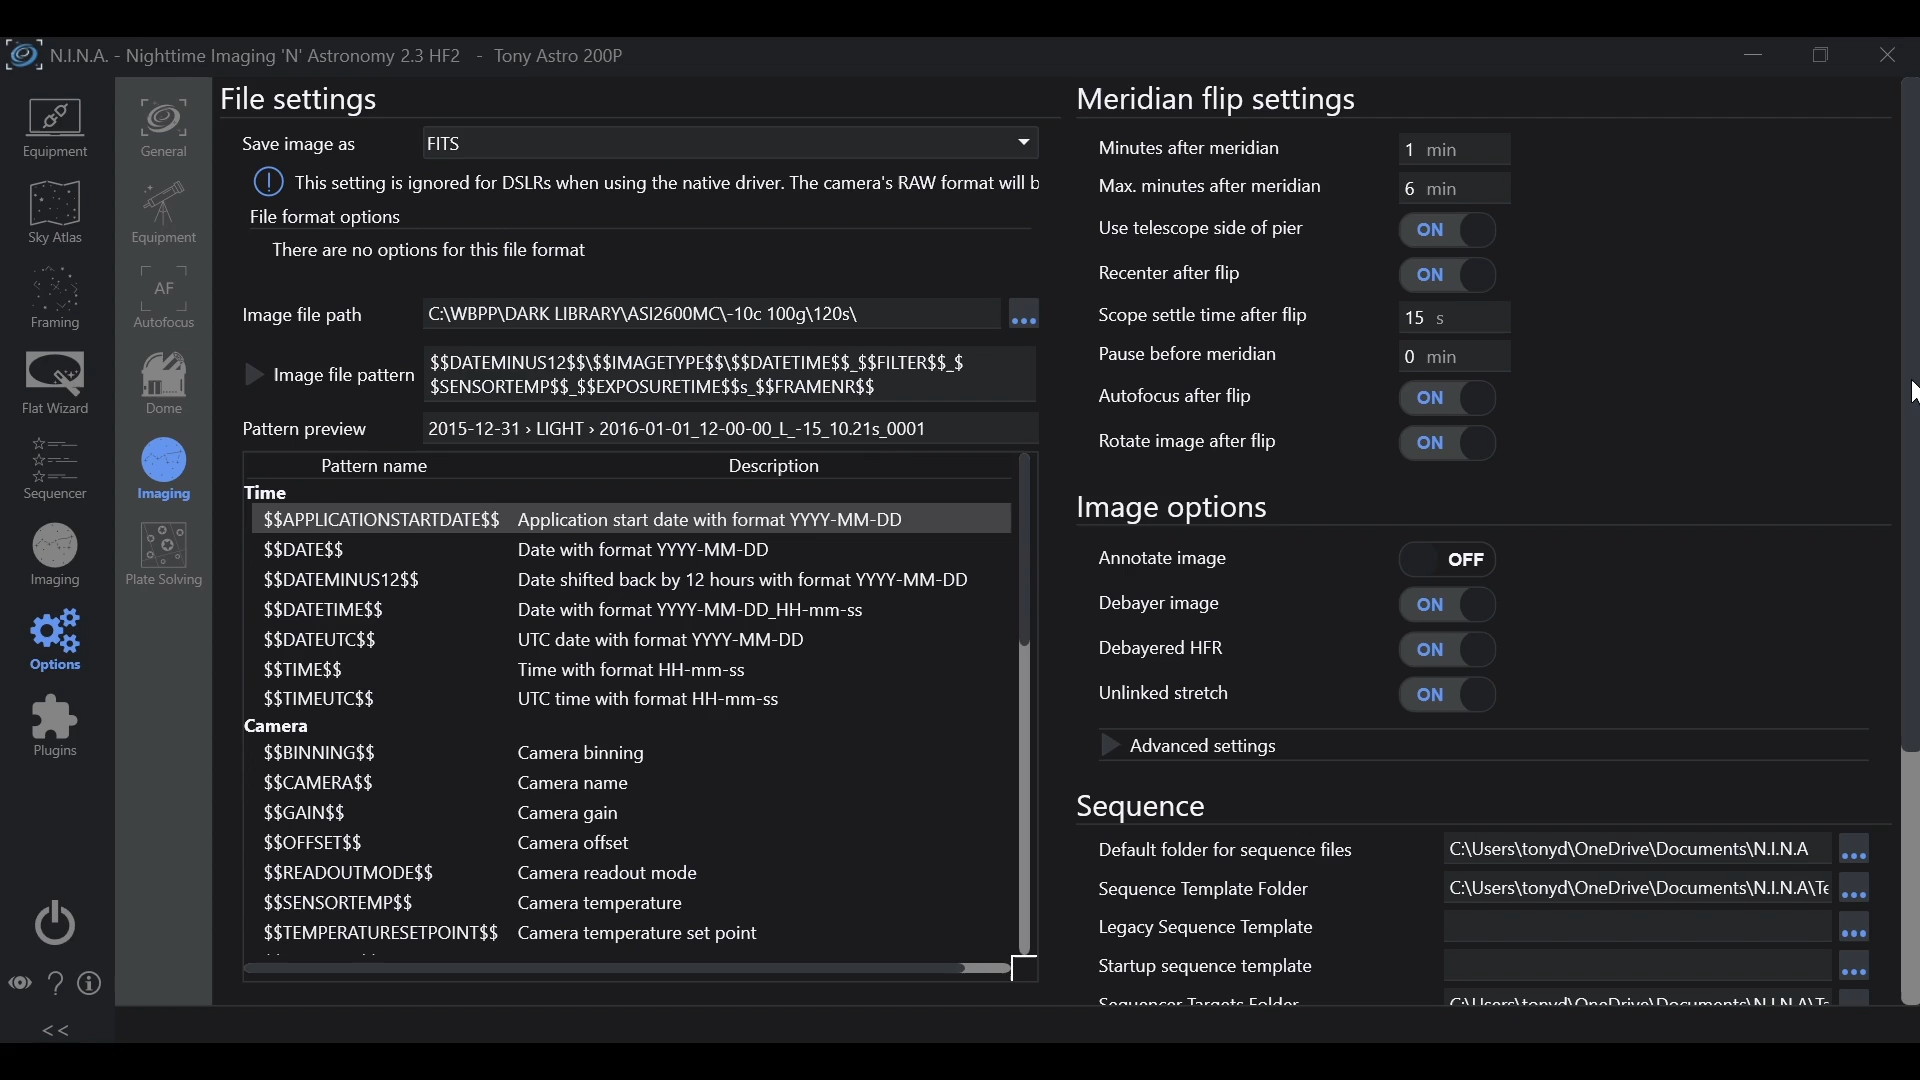 N.I.N.A. - Nighttime Imaging 'N' Astronomy 2.3 HF2 - Tony Astro 200P
Equipment
Sky Atlas
Framing
Flat Wizard
Sequencer
Imaging
Options
Plugins
<<
General
Equipment
AF
Autofocus
Dome
Imaging
Plate Solving
File settings
Save image as FITS
This setting is ignored for DSLRs when using the native driver. The camera's RAW format will b
File format options
There are no options for this file format
Image file path C:\WBPP\DARK LIBRARY\ASI2600MC\-10c 100g\120s\ ...
Image file pattern $$DATEMINUS12$$\$$IMAGETYPE$$\$$DATETIME$$_$$FILTER$$_$
$SENSORTEMP$$_$$EXPOSURETIME$$s_$$FRAMENR$$
Pattern preview 2015-12-31 › LIGHT › 2016-01-01_12-00-00_L_-15_10.21s_0001
Pattern name Description
Time
$$APPLICATIONSTARTDATE$$ Application start date with format YYYY-MM-DD
$$DATE$$ Date with format YYYY-MM-DD
$$DATEMINUS12$$ Date shifted back by 12 hours with format YYYY-MM-DD
$$DATETIME$$ Date with format YYYY-MM-DD_HH-mm-ss
$$DATEUTC$$ UTC date with format YYYY-MM-DD
$$TIME$$ Time with format HH-mm-ss
$$TIMEUTC$$ UTC time with format HH-mm-ss
Camera
$$BINNING$$ Camera binning
$$CAMERA$$ Camera name
$$GAIN$$ Camera gain
$$OFFSET$$ Camera offset
$$READOUTMODE$$ Camera readout mode
$$SENSORTEMP$$ Camera temperature
$$TEMPERATURESETPOINT$$ Camera temperature set point
Meridian flip settings
Minutes after meridian 1 min
Max. minutes after meridian 6 min
Use telescope side of pier ON
Recenter after flip ON
Scope settle time after flip 15 s
Pause before meridian 0 min
Autofocus after flip ON
Rotate image after flip ON
Image options
Annotate image OFF
Debayer image ON
Debayered HFR ON
Unlinked stretch ON
Advanced settings
Sequence
Default folder for sequence files C:\Users\tonyd\OneDrive\Documents\N.I.N.A ...
Sequence Template Folder C:\Users\tonyd\OneDrive\Documents\N.I.N.A\Te ...
Legacy Sequence Template ...
Startup sequence template ...
Sequencer Targets Folder C:\Users\tonyd\OneDrive\Documents\N.I.N.A\Ta